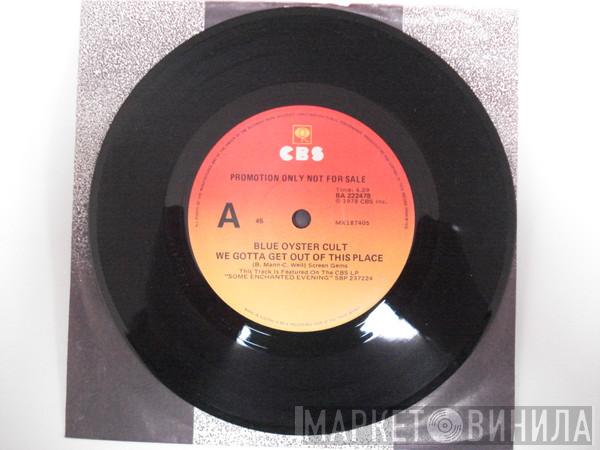 CBS
PROMOTION ONLY NOT FOR SALE
Time: 4.29
BA 222478
℗ 1978 CBS Inc.
A
45
MX187405
BLUE OYSTER CULT
WE GOTTA GET OUT OF THIS PLACE
(B. Mann-C. Weil) Screen Gems
This Track is Featured On The CBS LP
"SOME ENCHANTED EVENING" SBP 237224
МАРКЕТ ВИНИЛА